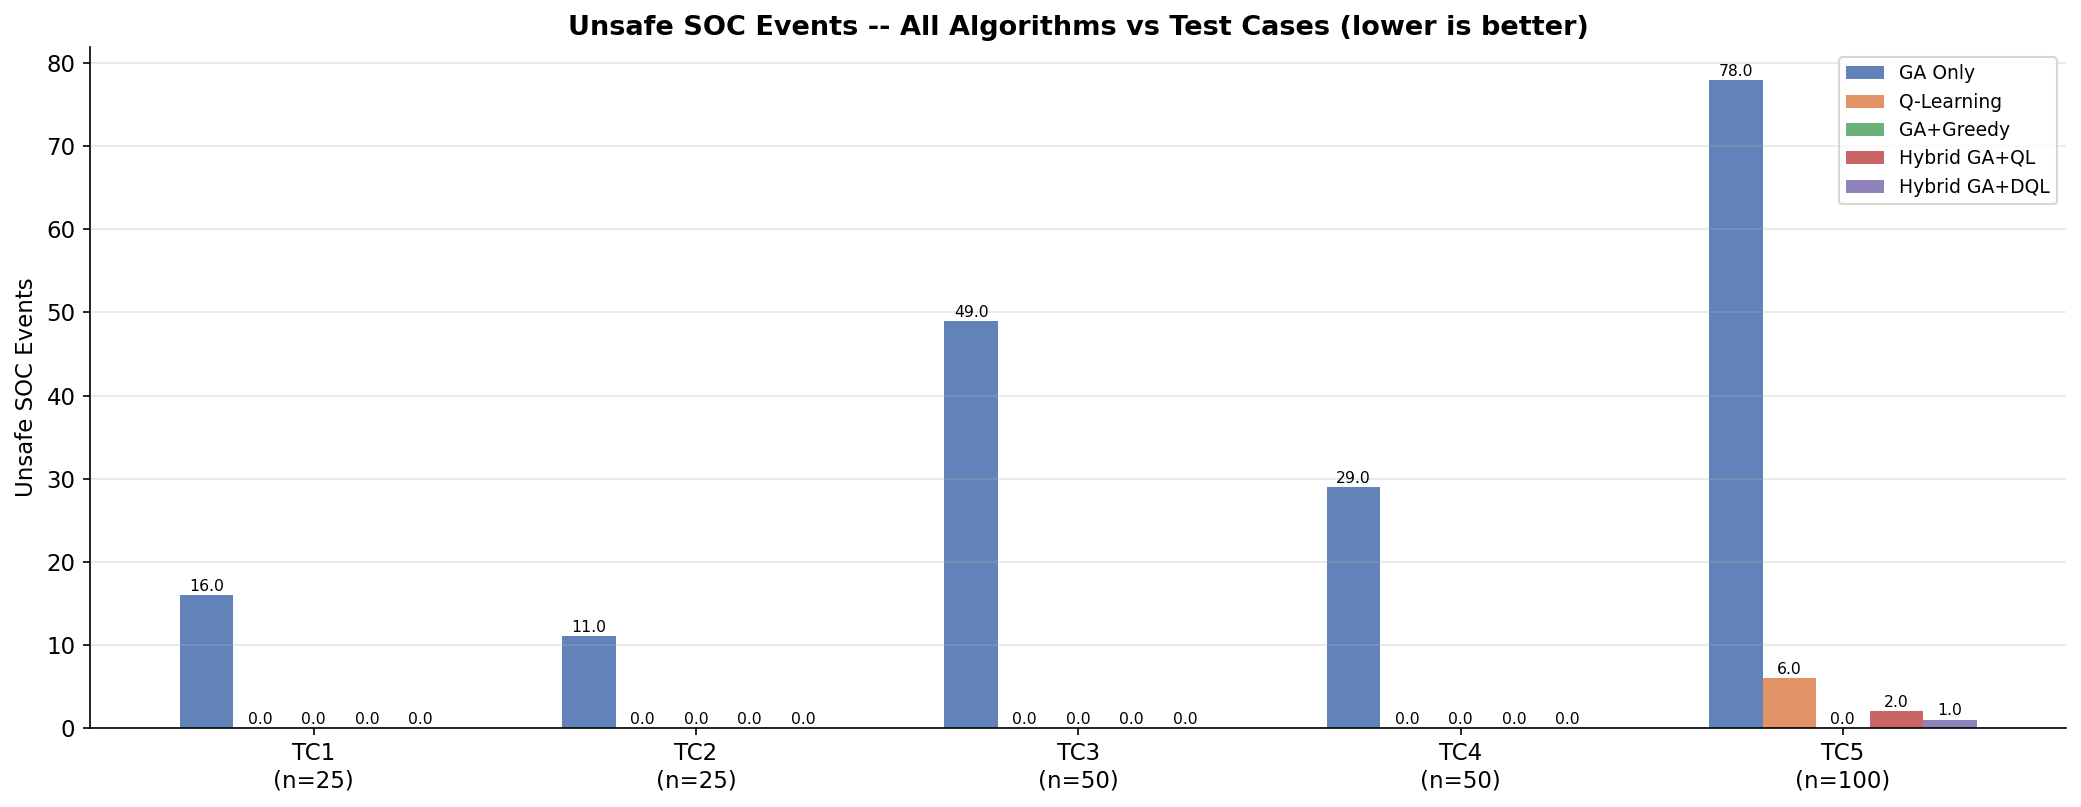 Unsafe SOC Events -- All Algorithms vs Test Cases (lower is better)
Unsafe SOC Events
80
70
60
50
40
30
20
10
0
16.0
0.0
0.0
0.0
0.0
11.0
0.0
0.0
0.0
0.0
49.0
0.0
0.0
0.0
0.0
29.0
0.0
0.0
0.0
0.0
78.0
6.0
0.0
2.0
1.0
GA Only
Q-Learning
GA+Greedy
Hybrid GA+QL
Hybrid GA+DQL
TC1
(n=25)
TC2
(n=25)
TC3
(n=50)
TC4
(n=50)
TC5
(n=100)